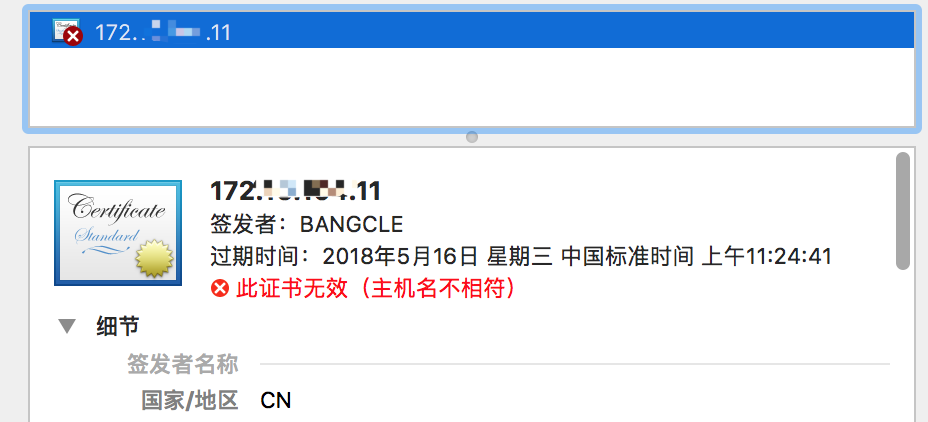 172. .11
172. .11
签发者：BANGCLE
过期时间：2018年5月16日 星期三 中国标准时间 上午11:24:41
此证书无效（主机名不相符）
Certificate
Standard
细节
签发者名称
国家/地区 CN